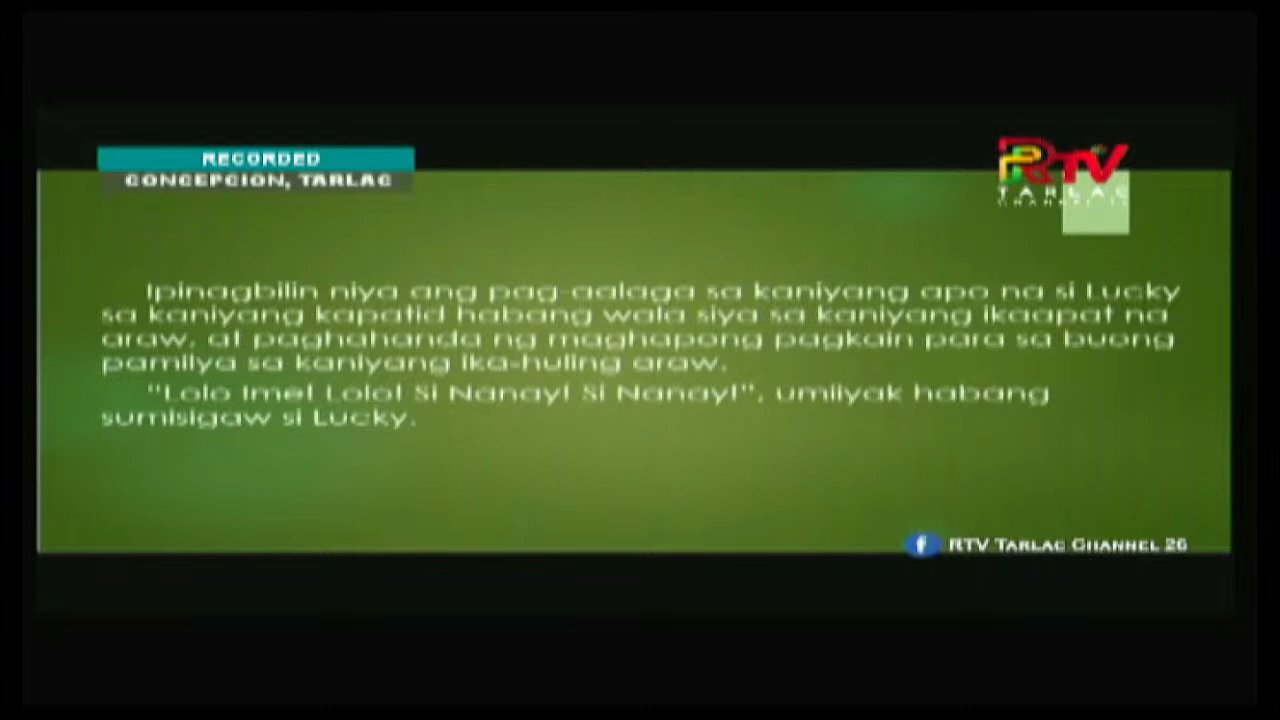 RECORDED
CONCEPCION, TARLAC
RTV
TARLAC
Ipinagbilin niya ang pag-aalaga sa kaniyang apo na si Lucky
sa kaniyang kapatid habang wala siya sa kaniyang ikaapat na
araw, at paghahanda ng maghapong pagkain para sa buong
pamilya sa kaniyang ika-huling araw.
"Lolo Ime! Lolo! Si Nanay! Si Nanay!", umiiyak habang
sumisigaw si Lucky.
RTV TARLAC CHANNEL 26